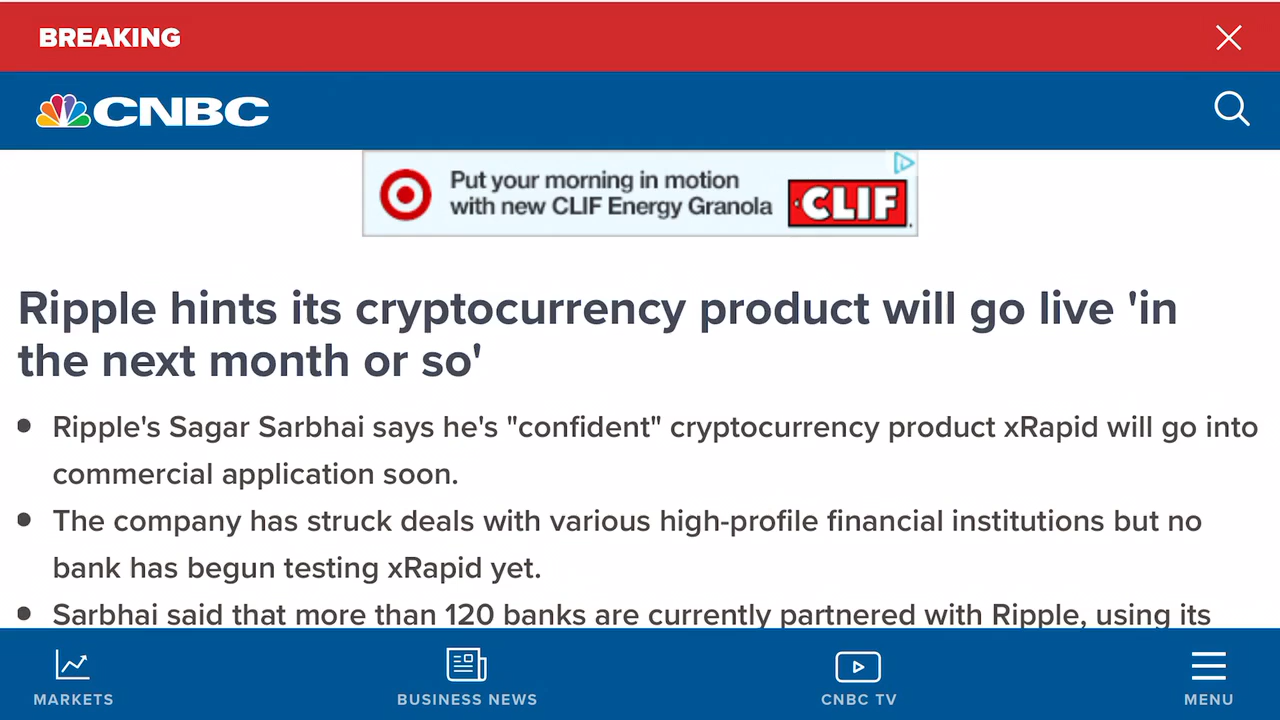 BREAKING
CNBC
Put your morning in motion
with new CLIF Energy Granola
CLIF
Ripple hints its cryptocurrency product will go live 'in
the next month or so'
Ripple's Sagar Sarbhai says he's "confident" cryptocurrency product xRapid will go into
commercial application soon.
The company has struck deals with various high-profile financial institutions but no
bank has begun testing xRapid yet.
Sarbhai said that more than 120 banks are currently partnered with Ripple, using its
MARKETS
BUSINESS NEWS
CNBC TV
MENU